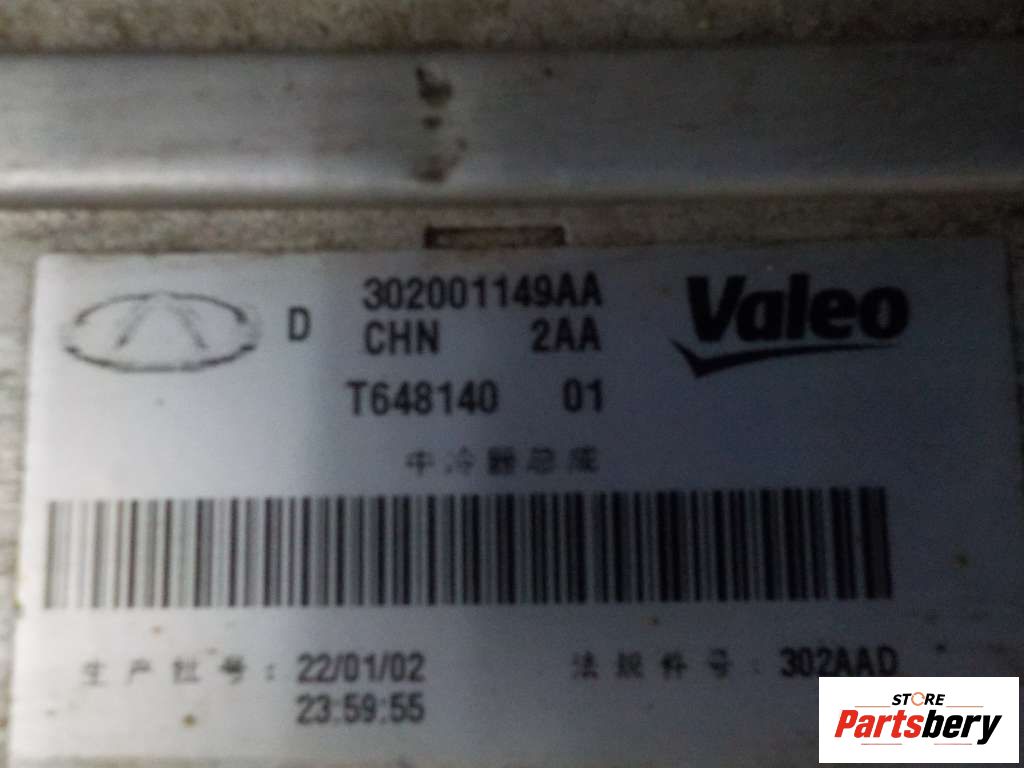 302001149AA
Valeo
D
CHN 2AA
T648140 01
中冷器总成
生产批号: 22/01/02
23:59:55
法规件号: 302AAD
STORE
Partsbery